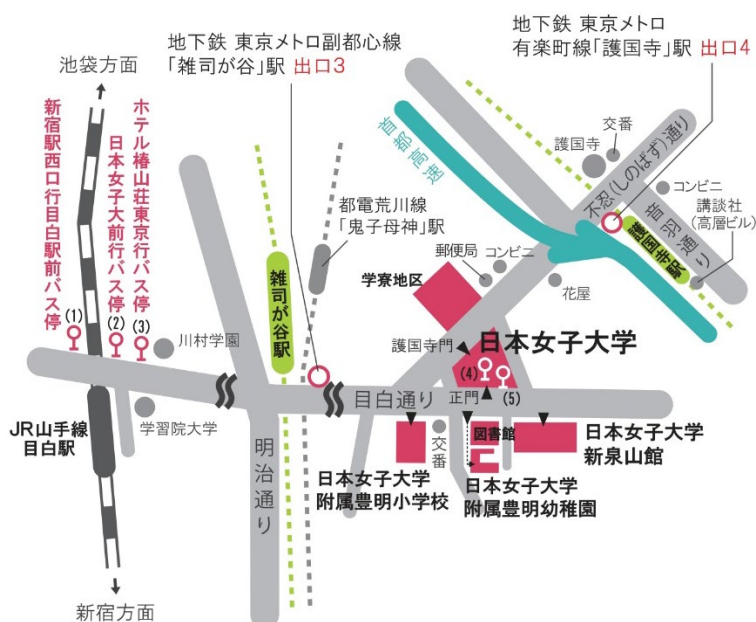 地下鉄 東京メトロ副都心線
「雑司が谷」駅 出口3
地下鉄 東京メトロ
有楽町線「護国寺」駅 出口4
池袋方面
新宿駅西口行目白駅前バス停
日本女子大前行バス停
ホテル椿山荘東京行バス停
(1)
(2)
(3)
川村学園
学習院大学
JR山手線
目白駅
新宿方面
明治通り
雑司が谷駅
都電荒川線
「鬼子母神」駅
首都高速
護国寺
交番
不忍(しのばず)通り
コンビニ
音羽通り
講談社
(高層ビル)
護国寺駅
郵便局
コンビニ
学寮地区
花屋
護国寺門
日本女子大学
(4)
(5)
目白通り
正門
交番
図書館
日本女子大学
附属豊明小学校
日本女子大学
附属豊明幼稚園
日本女子大学
新泉山館